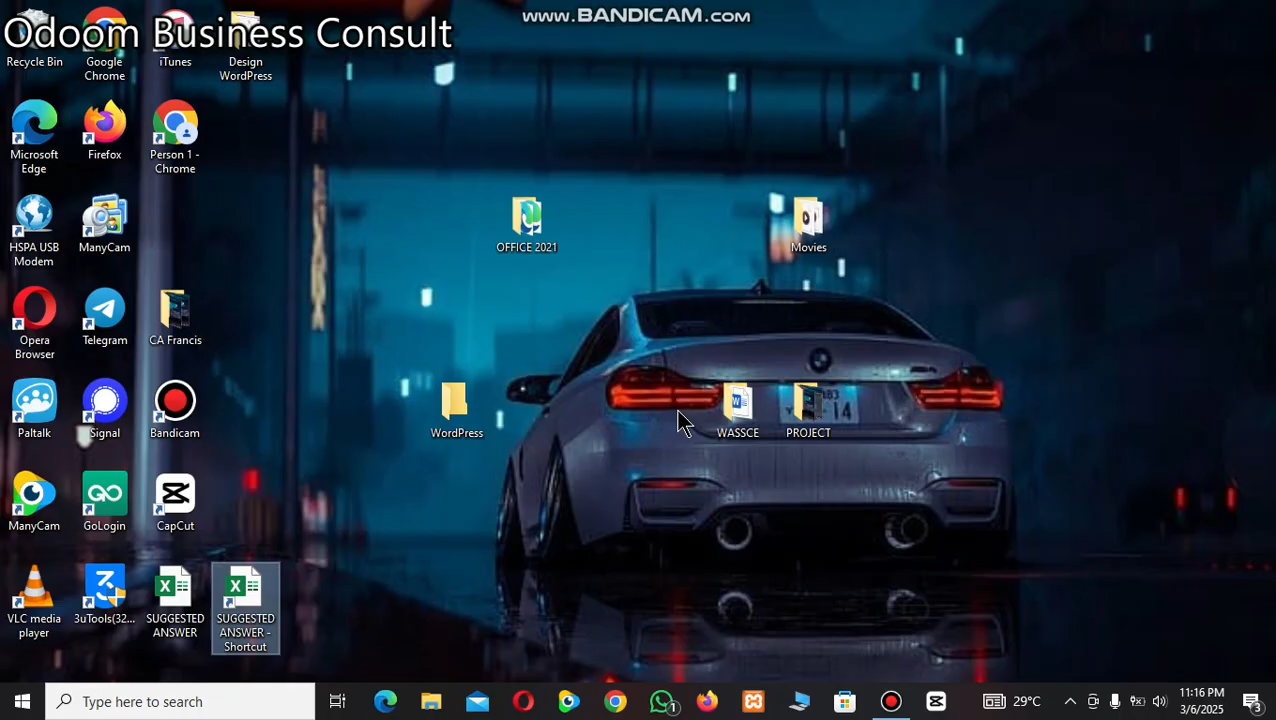 www.BANDICAM.com
Odoom Business Consult
Recycle Bin
Google
Chrome
iTunes
Design
WordPress
Microsoft
Edge
Firefox
Person 1 -
Chrome
HSPA USB
Modem
ManyCam
OFFICE 2021
Movies
Opera
Browser
Telegram
CA Francis
Paltalk
Signal
Bandicam
WordPress
WASSCE
PROJECT
ManyCam
GoLogin
CapCut
VLC media
player
3uTools(32...
SUGGESTED
ANSWER
SUGGESTED
ANSWER -
Shortcut
Type here to search
1
29°C
11:16 PM
3/6/2025
3